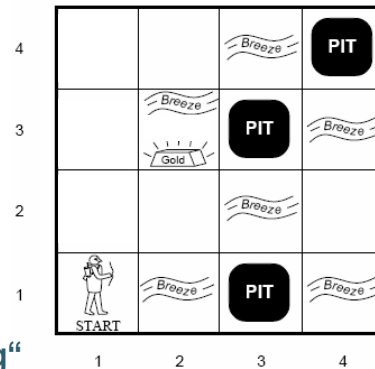 4 Breeze PIT
Breeze
3 PIT Breeze
Gold
2 Breeze
1 Breeze PIT Breeze
START
g“
1 2 3 4